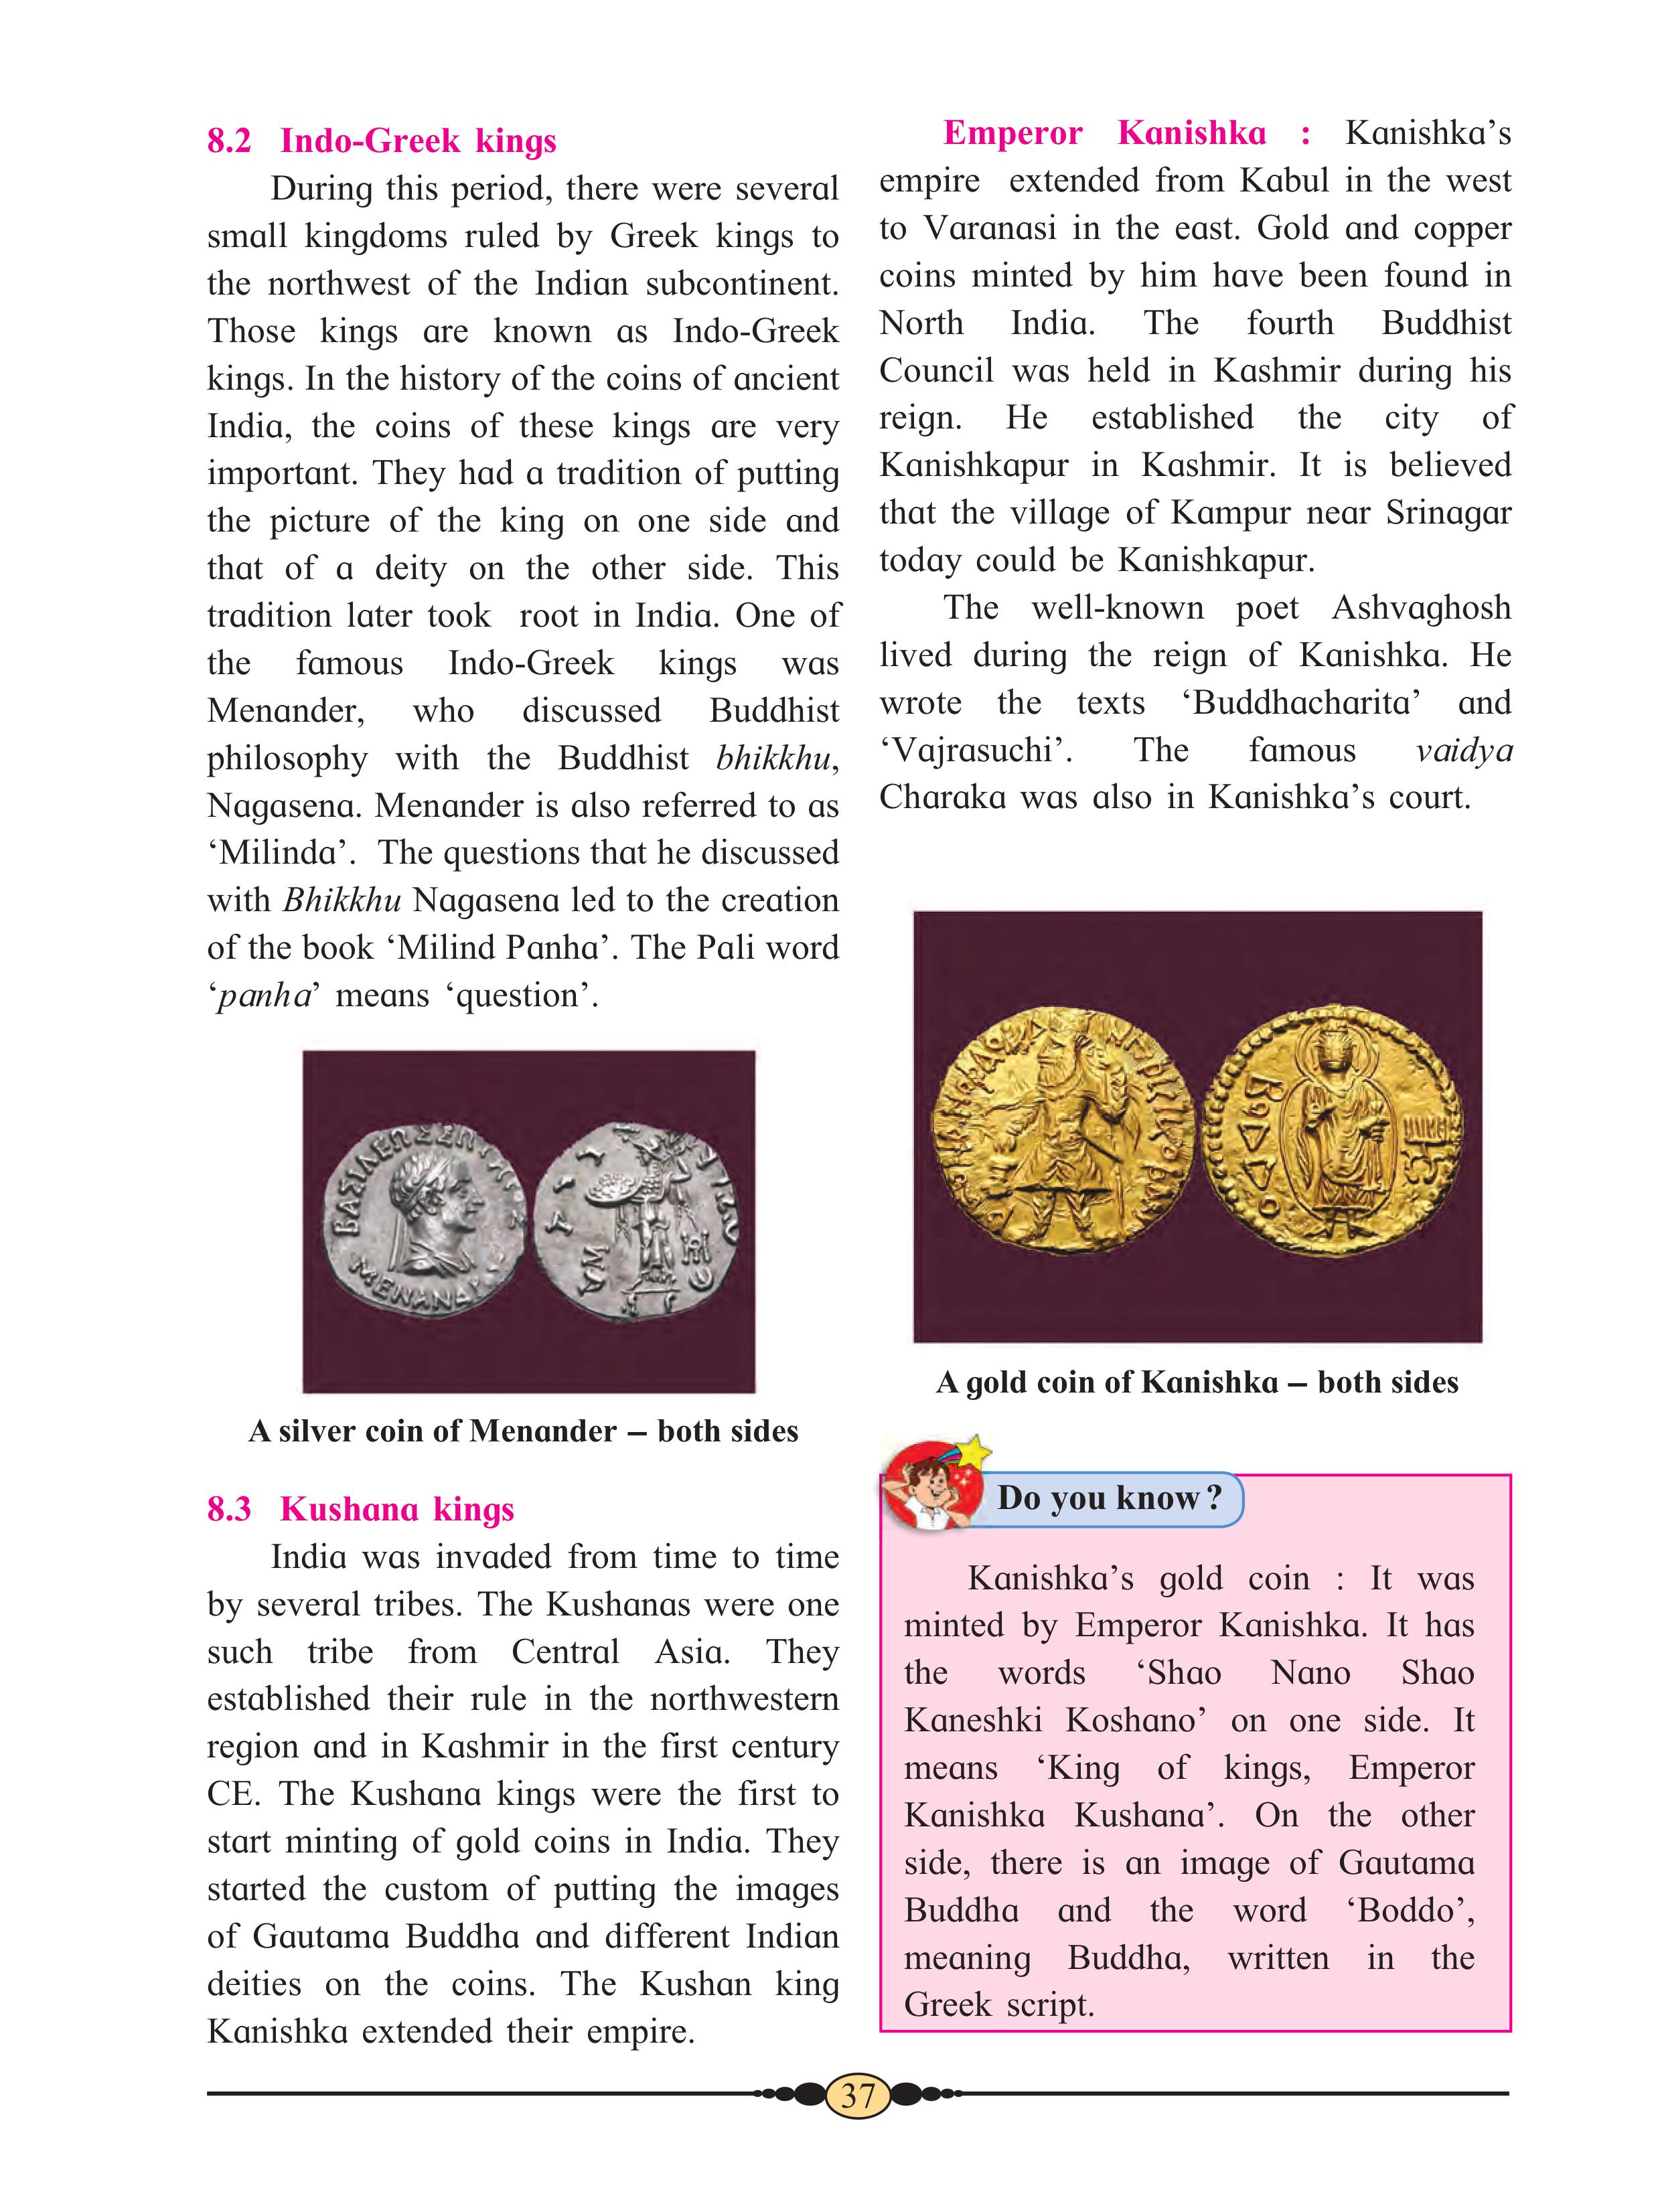 8.2 Indo-Greek kings
During this period, there were several
small kingdoms ruled by Greek kings to
the northwest of the Indian subcontinent.
Those kings are known as Indo-Greek
kings. In the history of the coins of ancient
India, the coins of these kings are very
important. They had a tradition of putting
the picture of the king on one side and
that of a deity on the other side. This
tradition later took root in India. One of
the famous Indo-Greek kings was
Menander, who discussed Buddhist
philosophy with the Buddhist bhikkhu,
Nagasena. Menander is also referred to as
‘Milinda’. The questions that he discussed
with Bhikkhu Nagasena led to the creation
of the book ‘Milind Panha’. The Pali word
‘panha’ means ‘question’.
A silver coin of Menander – both sides
8.3 Kushana kings
India was invaded from time to time
by several tribes. The Kushanas were one
such tribe from Central Asia. They
established their rule in the northwestern
region and in Kashmir in the first century
CE. The Kushana kings were the first to
start minting of gold coins in India. They
started the custom of putting the images
of Gautama Buddha and different Indian
deities on the coins. The Kushan king
Kanishka extended their empire.
Emperor Kanishka : Kanishka’s
empire extended from Kabul in the west
to Varanasi in the east. Gold and copper
coins minted by him have been found in
North India. The fourth Buddhist
Council was held in Kashmir during his
reign. He established the city of
Kanishkapur in Kashmir. It is believed
that the village of Kampur near Srinagar
today could be Kanishkapur.
The well-known poet Ashvaghosh
lived during the reign of Kanishka. He
wrote the texts ‘Buddhacharita’ and
‘Vajrasuchi’. The famous vaidya
Charaka was also in Kanishka’s court.
A gold coin of Kanishka – both sides
Do you know?
Kanishka’s gold coin : It was
minted by Emperor Kanishka. It has
the words ‘Shao Nano Shao
Kaneshki Koshano’ on one side. It
means ‘King of kings, Emperor
Kanishka Kushana’. On the other
side, there is an image of Gautama
Buddha and the word ‘Boddo’,
meaning Buddha, written in the
Greek script.
37